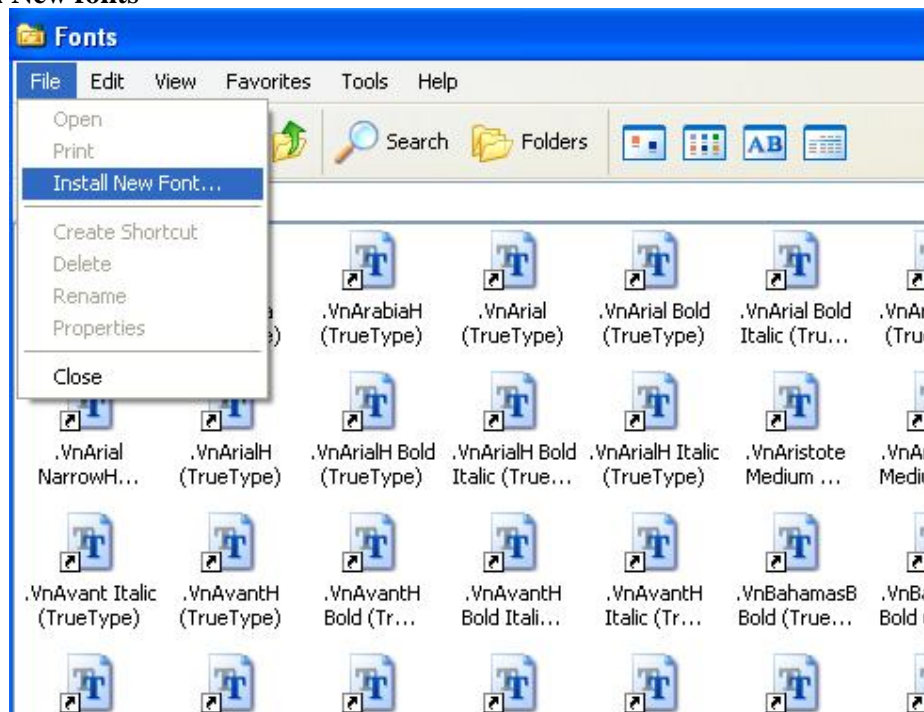 New fonts
Fonts
File Edit View Favorites Tools Help
Open
Print
Install New Font...
Create Shortcut
Delete
Rename
Properties
Close
Search Folders
AB
.VnArabiaH .VnArial .VnArial Bold .VnArial Bold
(TrueType) (TrueType) (TrueType) Italic (Tru...
.VnArial .VnArialH .VnArialH Bold .VnArialH Bold .VnArialH Italic .VnAristote
NarrowH... (TrueType) (TrueType) Italic (True... (TrueType) Medium ...
.VnAvant Italic .VnAvantH .VnAvantH .VnAvantH .VnAvantH .VnBahamasB
(TrueType) (TrueType) Bold (Tr... Bold Itali... Italic (Tr... Bold (True... Bold